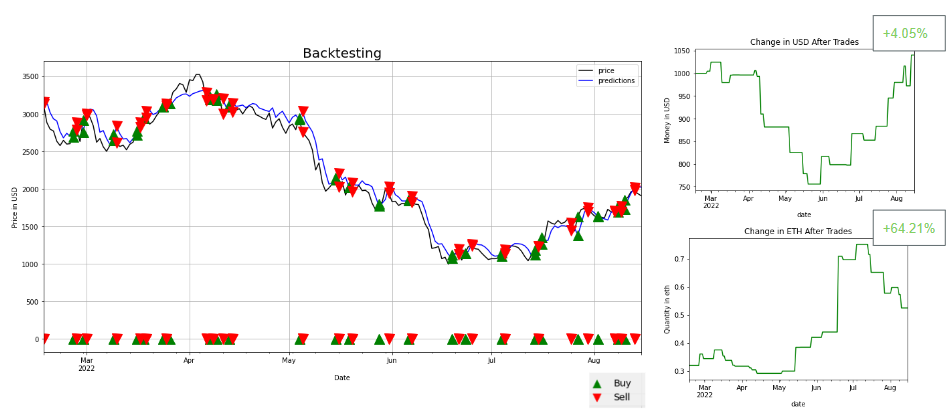 Backtesting
3500
3000
2500
2000
1500
1000
500
0
Price in USD
price
predictions
Mar
2022
Apr
May
Jun
Jul
Aug
Date
Buy
Sell
+4.05%
Change in USD After Trades
1050
1000
950
900
850
800
750
Money in USD
Mar
2022
Apr
May
Jun
Jul
Aug
date
+64.21%
Change in ETH After Trades
0.7
0.6
0.5
0.4
0.3
Quantity in eth
Mar
2022
Apr
May
Jun
Jul
Aug
date